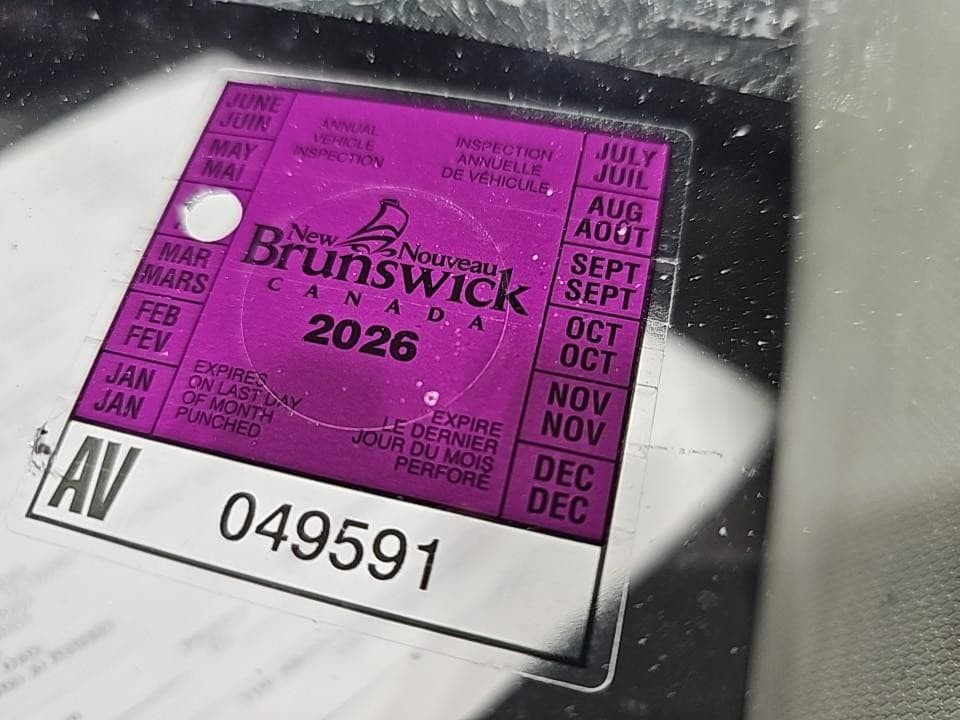 JUNE
JUIN
MAY
MAI
MAR
MARS
FEB
FEV
JAN
JAN
ANNUAL
VEHICLE
INSPECTION
INSPECTION
ANNUELLE
DE VÉHICULE
New Nouveau
Brunswick
CANADA
2026
EXPIRES
ON LAST DAY
OF MONTH
PUNCHED
EXPIRE
LE DERNIER
JOUR DU MOIS
PERFORÉ
JULY
JUIL
AUG
AOÛT
SEPT
SEPT
OCT
OCT
NOV
NOV
DEC
DEC
AV 049591